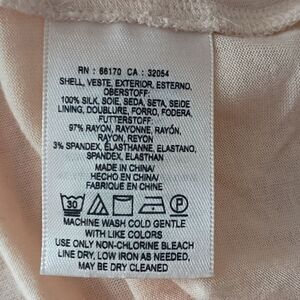 RN : 66170 CA : 32054
SHELL, VESTE, EXTERIOR, ESTERNO,
OBERSTOFF:
100% SILK, SOIE, SEDA, SETA, SEIDE
LINING, DOUBLURE, FORRO, FODERA,
FUTTERSTOFF:
97% RAYON, RAYONNE, RAYÓN,
RAYON, REYON
3% SPANDEX, ÉLASTHANNE, ELASTANO,
SPANDEX, ELASTHAN
MADE IN CHINA/
HECHO EN CHINA/
FABRIQUÉ EN CHINE
30 P
MACHINE WASH COLD GENTLE
WITH LIKE COLORS
USE ONLY NON-CHLORINE BLEACH
LINE DRY, LOW IRON AS NEEDED,
MAY BE DRY CLEANED